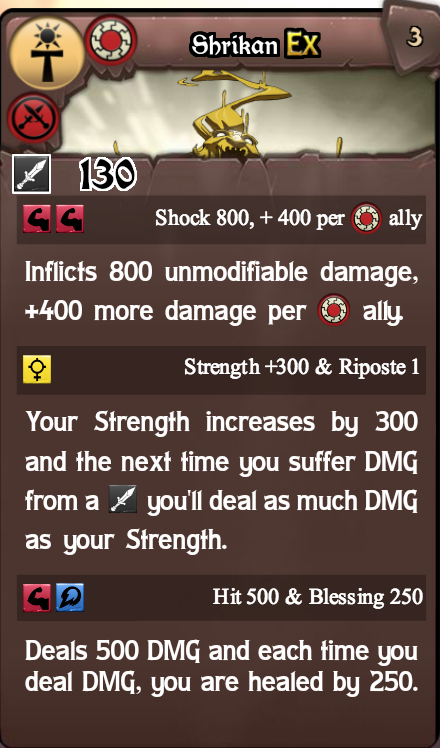 Shrikan Ex
3
130
Shock 800, + 400 per ally
Inflicts 800 unmodifiable damage,
+400 more damage per ally.
Strength +300 & Riposte 1
Your Strength increases by 300
and the next time you suffer DMG
from a you'll deal as much DMG
as your Strength.
Hit 500 & Blessing 250
Deals 500 DMG and each time you
deal DMG, you are healed by 250.